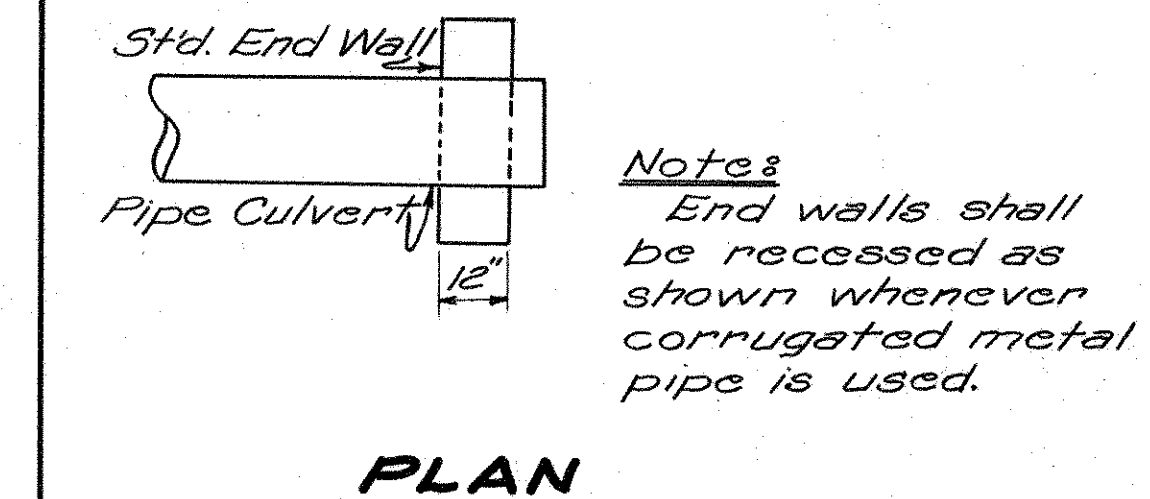 Std. End Wall
Pipe Culvert
12"
Note:
End walls shall
be recessed as
shown whenever
corrugated metal
pipe is used.
PLAN